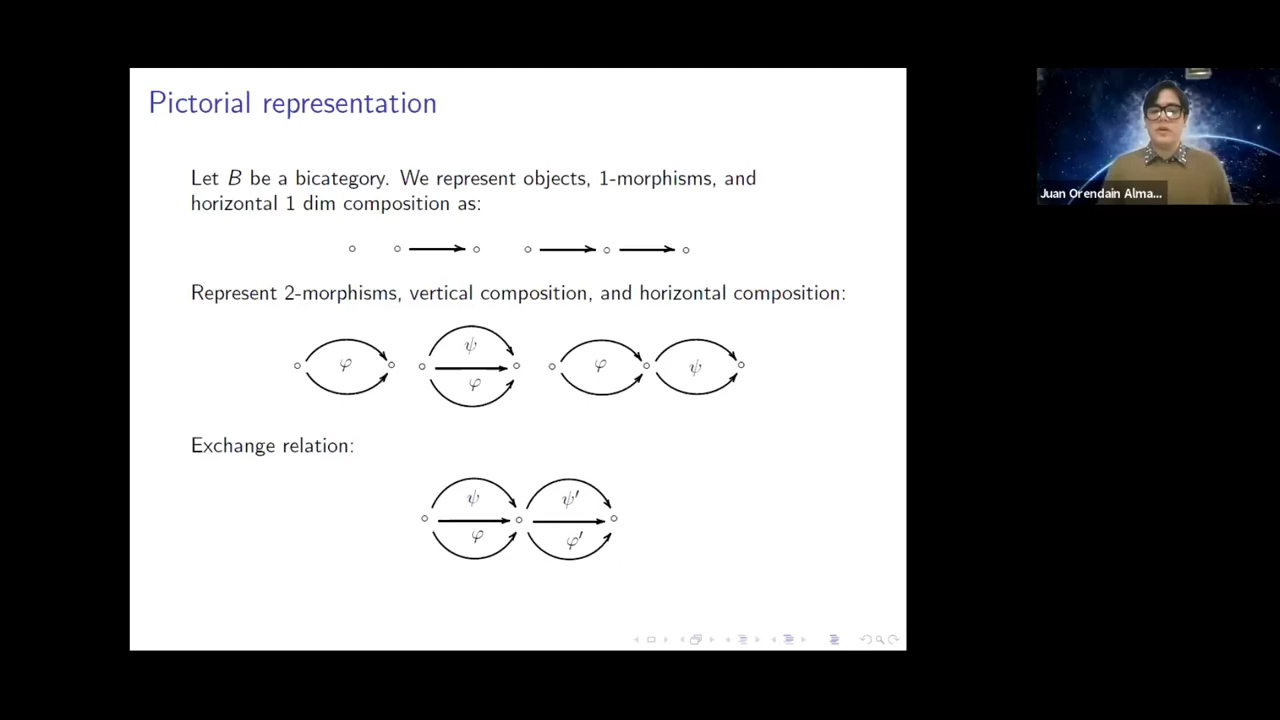 Pictorial representation
Let B be a bicategory. We represent objects, 1-morphisms, and
horizontal 1 dim composition as:
Represent 2-morphisms, vertical composition, and horizontal composition:
φ
ψ
φ
φ
ψ
Exchange relation:
ψ ψ′
φ φ′
Juan Orendain Alma...